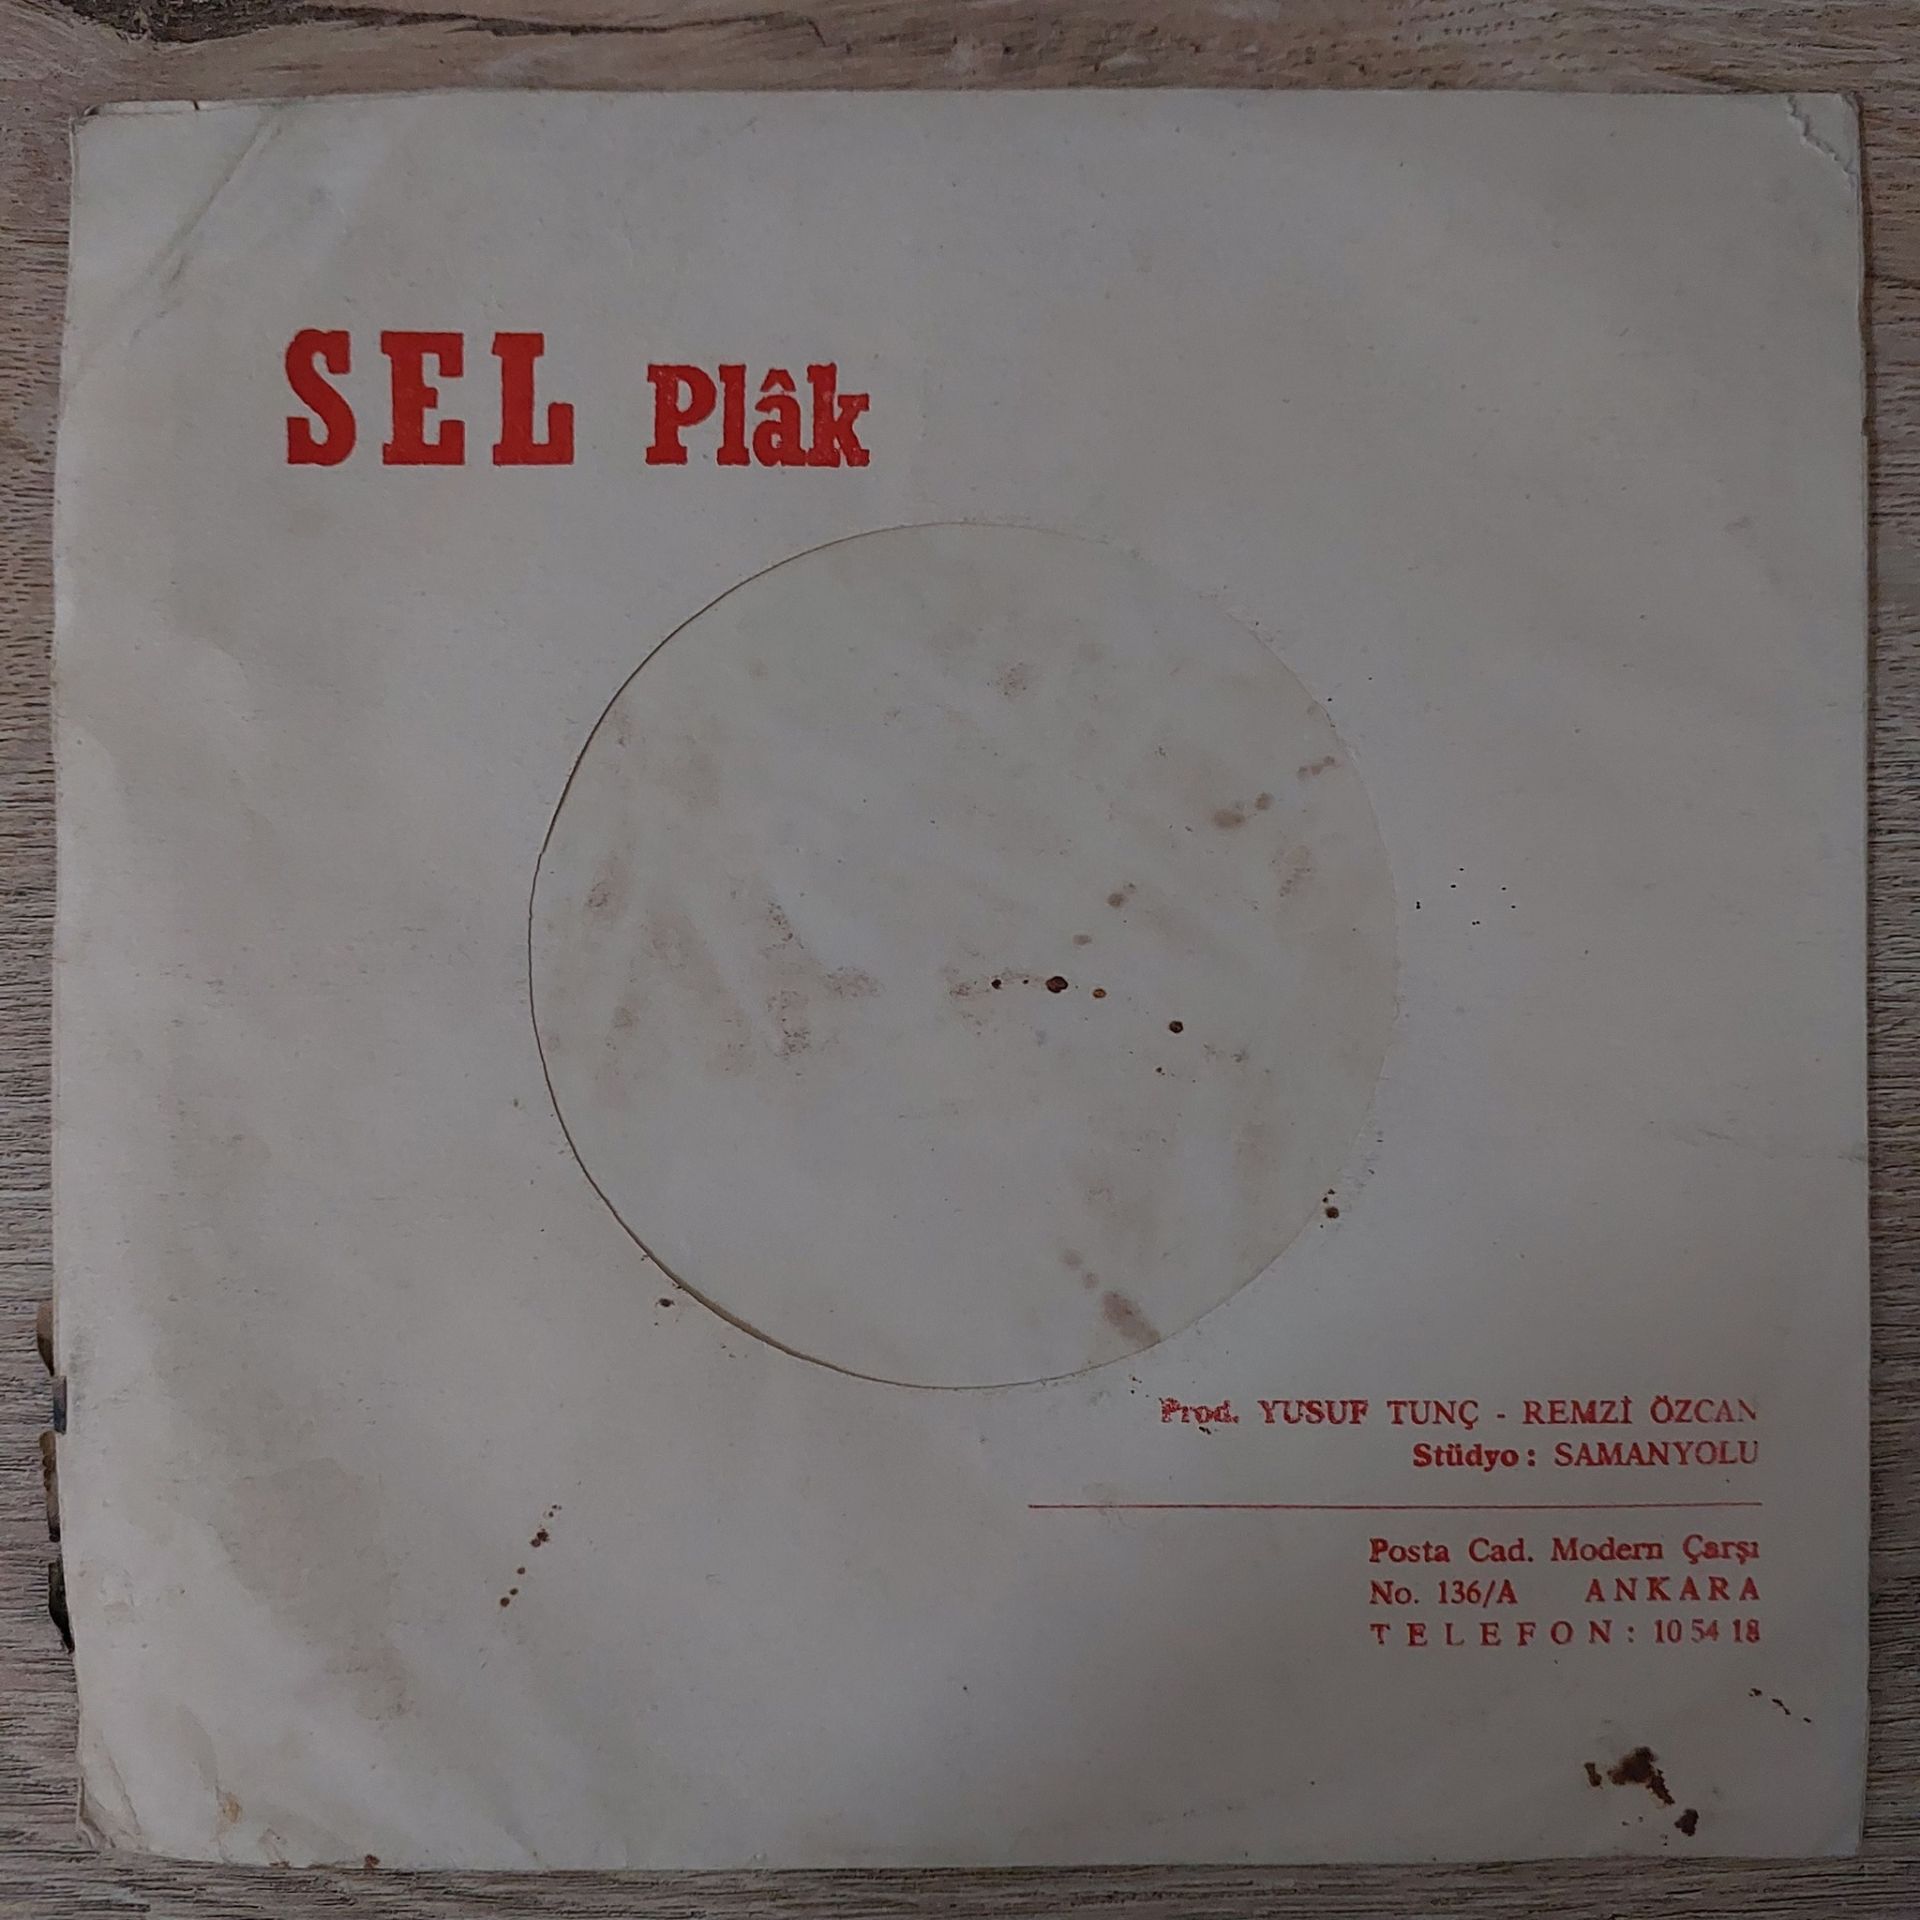 SEL Plâk
Prod. YUSUF TUNÇ - REMZİ ÖZCAN
Stüdyo : SAMANYOLU
Posta Cad. Modern Çarşı
No. 136/A ANKARA
TELEFON : 10 54 18